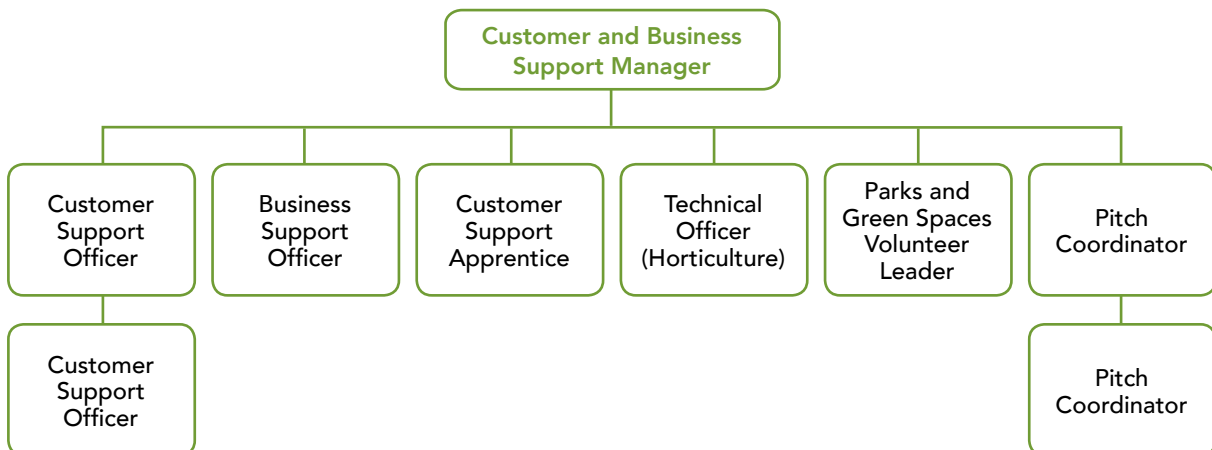 Customer and Business
Support Manager
Customer
Support
Officer
Business
Support
Officer
Customer
Support
Apprentice
Technical
Officer
(Horticulture)
Parks and
Green Spaces
Volunteer
Leader
Pitch
Coordinator
Customer
Support
Officer
Pitch
Coordinator